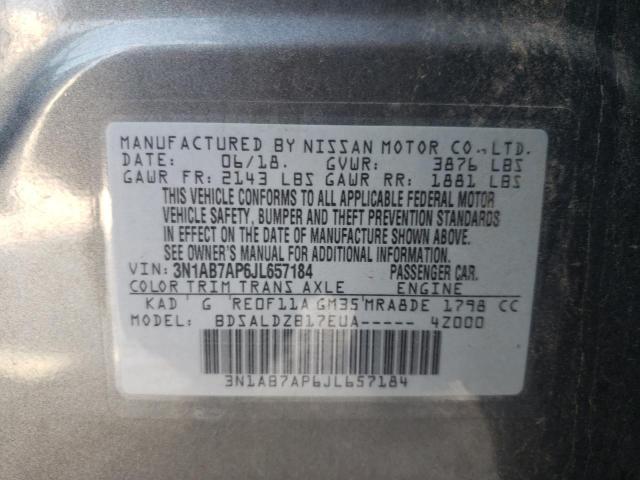 MANUFACTURED BY NISSAN MOTOR CO.,LTD.
DATE: 06/18. GVWR: 3876 LBS
GAWR FR: 2143 LBS GAWR RR: 1881 LBS
THIS VEHICLE CONFORMS TO ALL APPLICABLE FEDERAL MOTOR
VEHICLE SAFETY, BUMPER AND THEFT PREVENTION STANDARDS
IN EFFECT ON THE DATE OF MANUFACTURE SHOWN ABOVE.
SEE OWNER'S MANUAL FOR ADDITIONAL INFORMATION.
VIN: 3N1AB7AP6JL657184 PASSENGER CAR.
COLOR TRIM TRANS AXLE ENGINE
KAD G RE0F11A GM35 MRA8DE 1798 CC
MODEL: BDSALDZB17EUA----- 4Z000
3N1AB7AP6JL657184